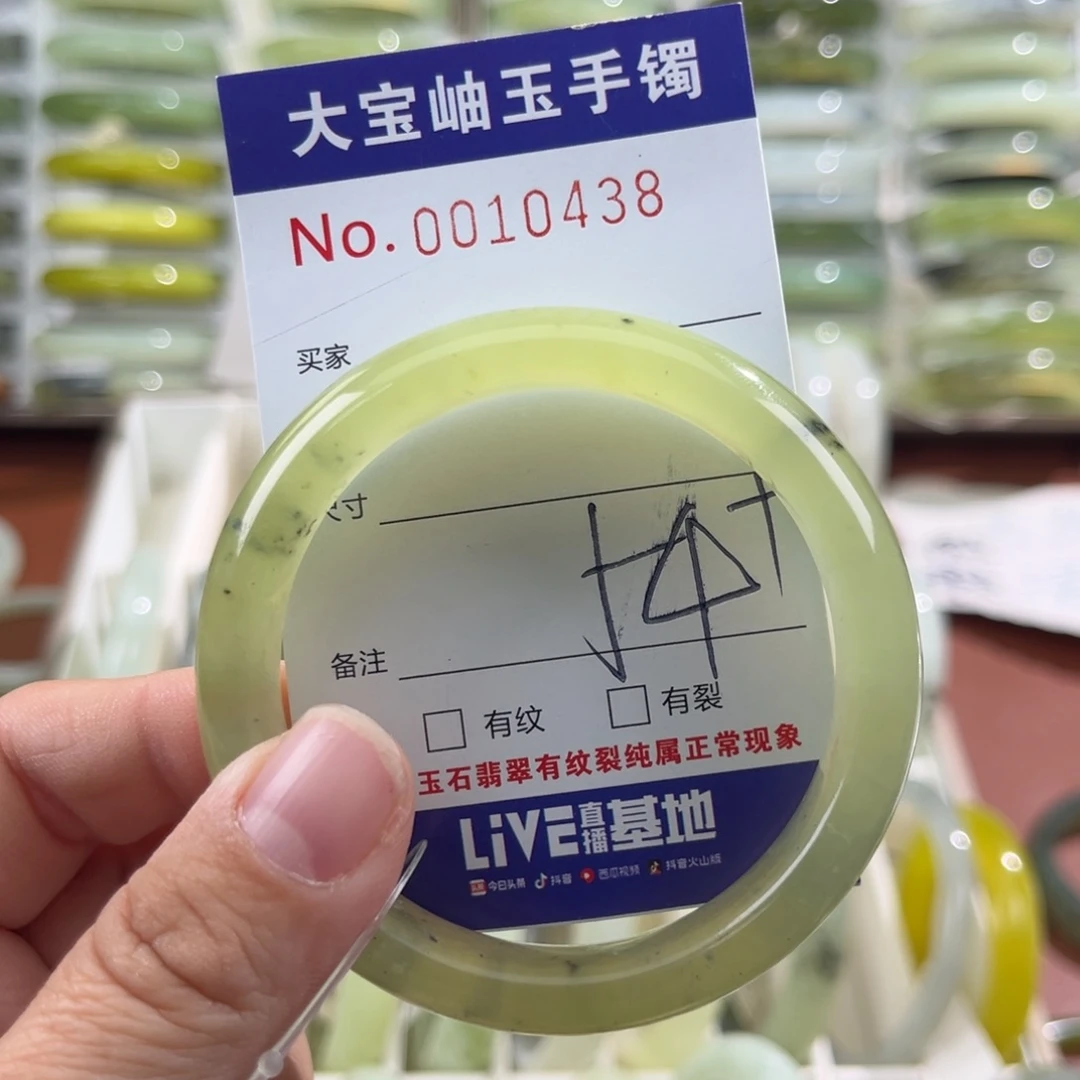 大宝岫玉手镯
No. 0010438
买家
尺寸
备注
有纹 有裂
玉石翡翠有纹裂纯属正常现象
LiVE直播基地
今日头条 抖音 西瓜视频 抖音火山版